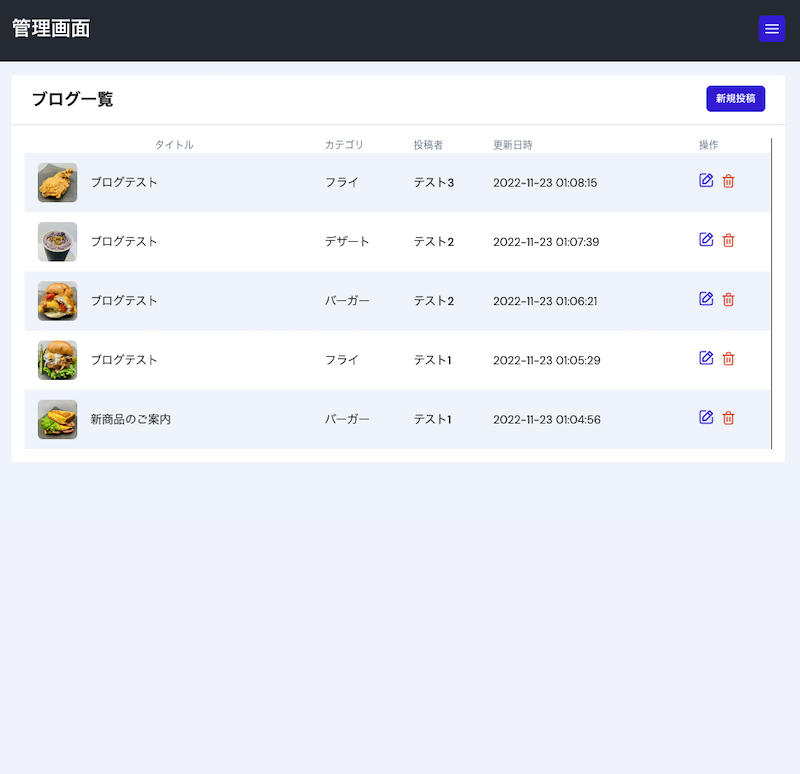 管理画面
ブログ一覧
新規投稿
タイトル カテゴリ 投稿者 更新日時 操作
ブログテスト フライ テスト3 2022-11-23 01:08:15
ブログテスト デザート テスト2 2022-11-23 01:07:39
ブログテスト バーガー テスト2 2022-11-23 01:06:21
ブログテスト フライ テスト1 2022-11-23 01:05:29
新商品のご案内 バーガー テスト1 2022-11-23 01:04:56